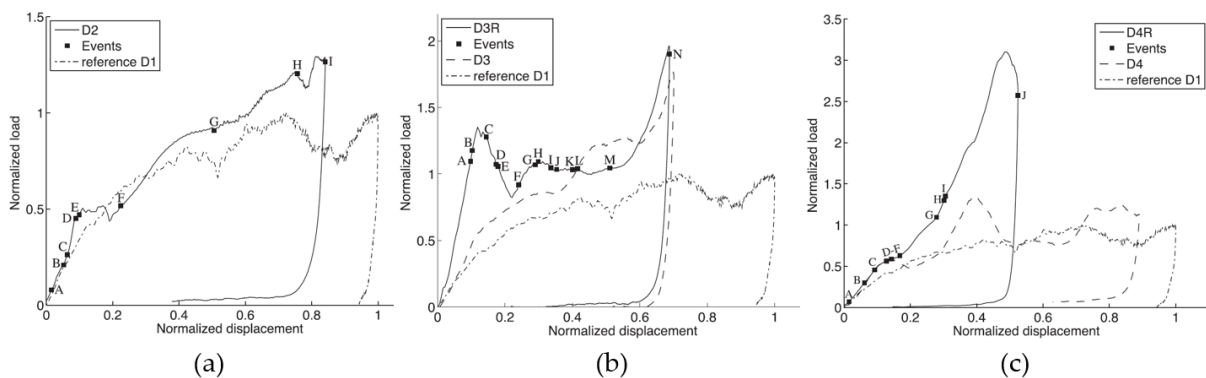 1.5
1
0.5
0
0
0.2
0.4
0.6
0.8
1
Normalized load
Normalized displacement
D2
Events
reference D1
A
B
C
D
E
F
G
H
I
(a)
2
1.5
1
0.5
0
0
0.2
0.4
0.6
0.8
1
Normalized load
Normalized displacement
D3R
Events
D3
reference D1
A
B
C
D
E
F
G
H
I
J
K
L
M
N
(b)
4
3.5
3
2.5
2
1.5
1
0.5
0
0
0.2
0.4
0.6
0.8
1
Normalized load
Normalized displacement
D4R
Events
D4
reference D1
A
B
C
D-F
G
H
I
J
(c)